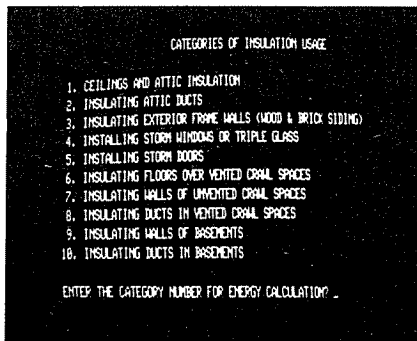 CATEGORIES OF INSULATION USAGE
1. CEILINGS AND ATTIC INSULATION
2. INSULATING ATTIC DUCTS
3. INSULATING EXTERIOR FRAME WALLS (WOOD & BRICK SIDING)
4. INSTALLING STORM WINDOWS OR TRIPLE GLASS
5. INSTALLING STORM DOORS
6. INSULATING FLOORS OVER VENTED CRAWL SPACES
7. INSULATING WALLS OF UNVENTED CRAWL SPACES
8. INSULATING DUCTS IN VENTED CRAWL SPACES
9. INSULATING WALLS OF BASEMENTS
10. INSULATING DUCTS IN BASEMENTS
ENTER THE CATEGORY NUMBER FOR ENERGY CALCULATION? _